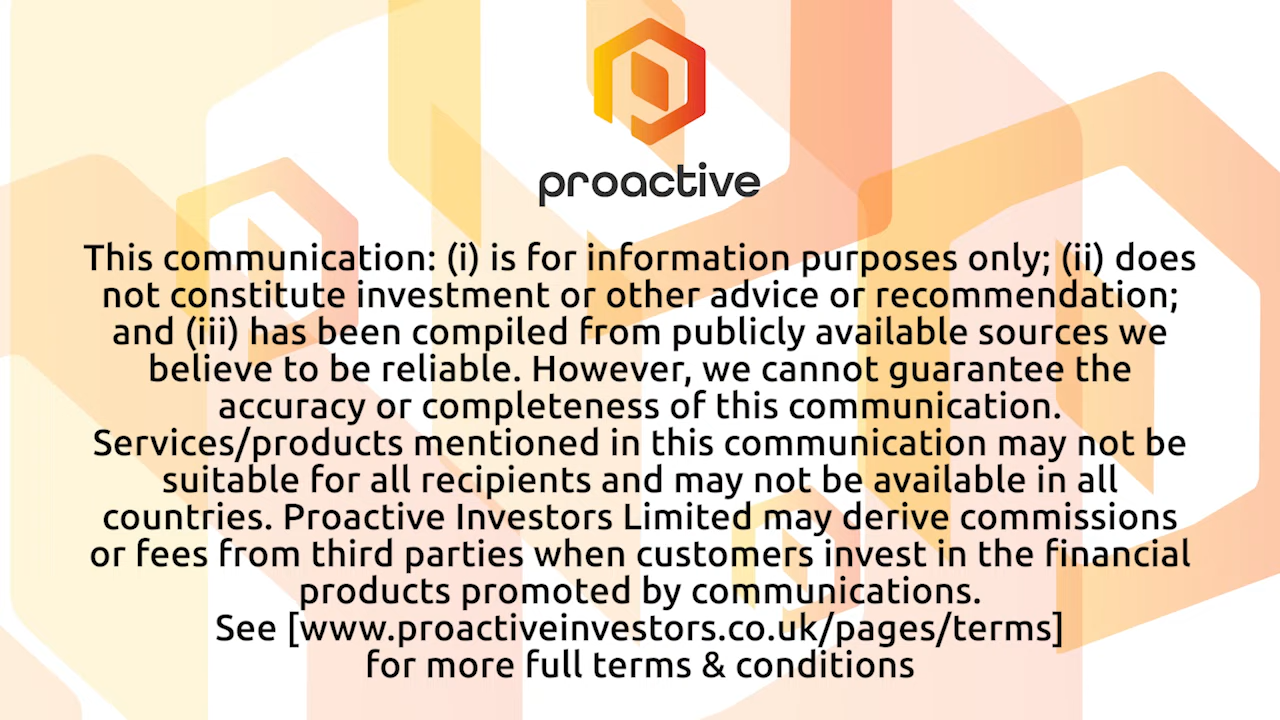 proactive
This communication: (i) is for information purposes only; (ii) does
not constitute investment or other advice or recommendation;
and (iii) has been compiled from publicly available sources we
believe to be reliable. However, we cannot guarantee the
accuracy or completeness of this communication.
Services/products mentioned in this communication may not be
suitable for all recipients and may not be available in all
countries. Proactive Investors Limited may derive commissions
or fees from third parties when customers invest in the financial
products promoted by communications.
See [www.proactiveinvestors.co.uk/pages/terms]
for more full terms & conditions